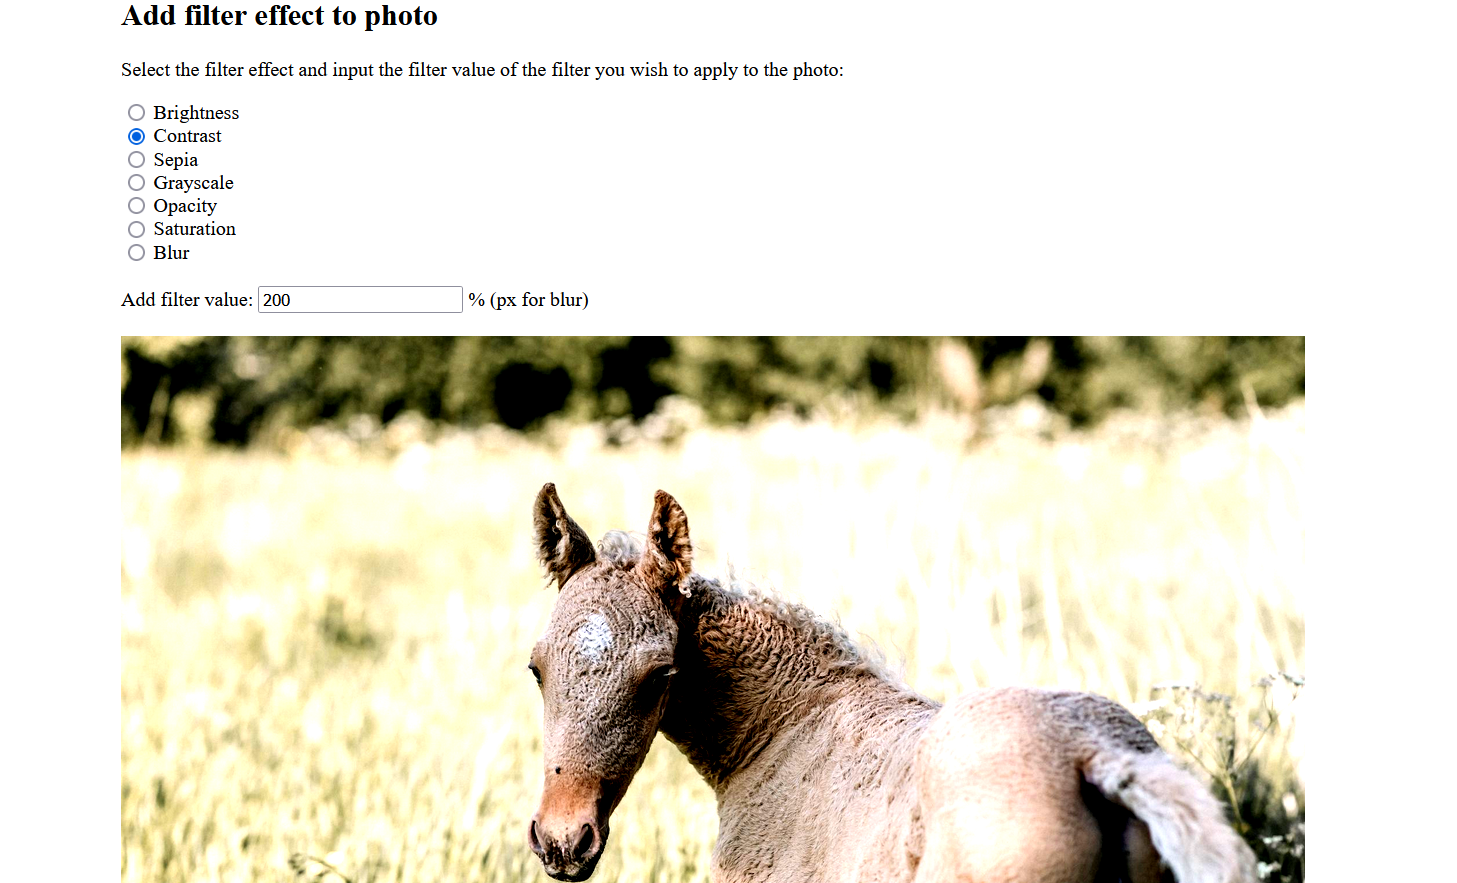 Add filter effect to photo
Select the filter effect and input the filter value of the filter you wish to apply to the photo:
Brightness
Contrast
Sepia
Grayscale
Opacity
Saturation
Blur
Add filter value: 200 % (px for blur)